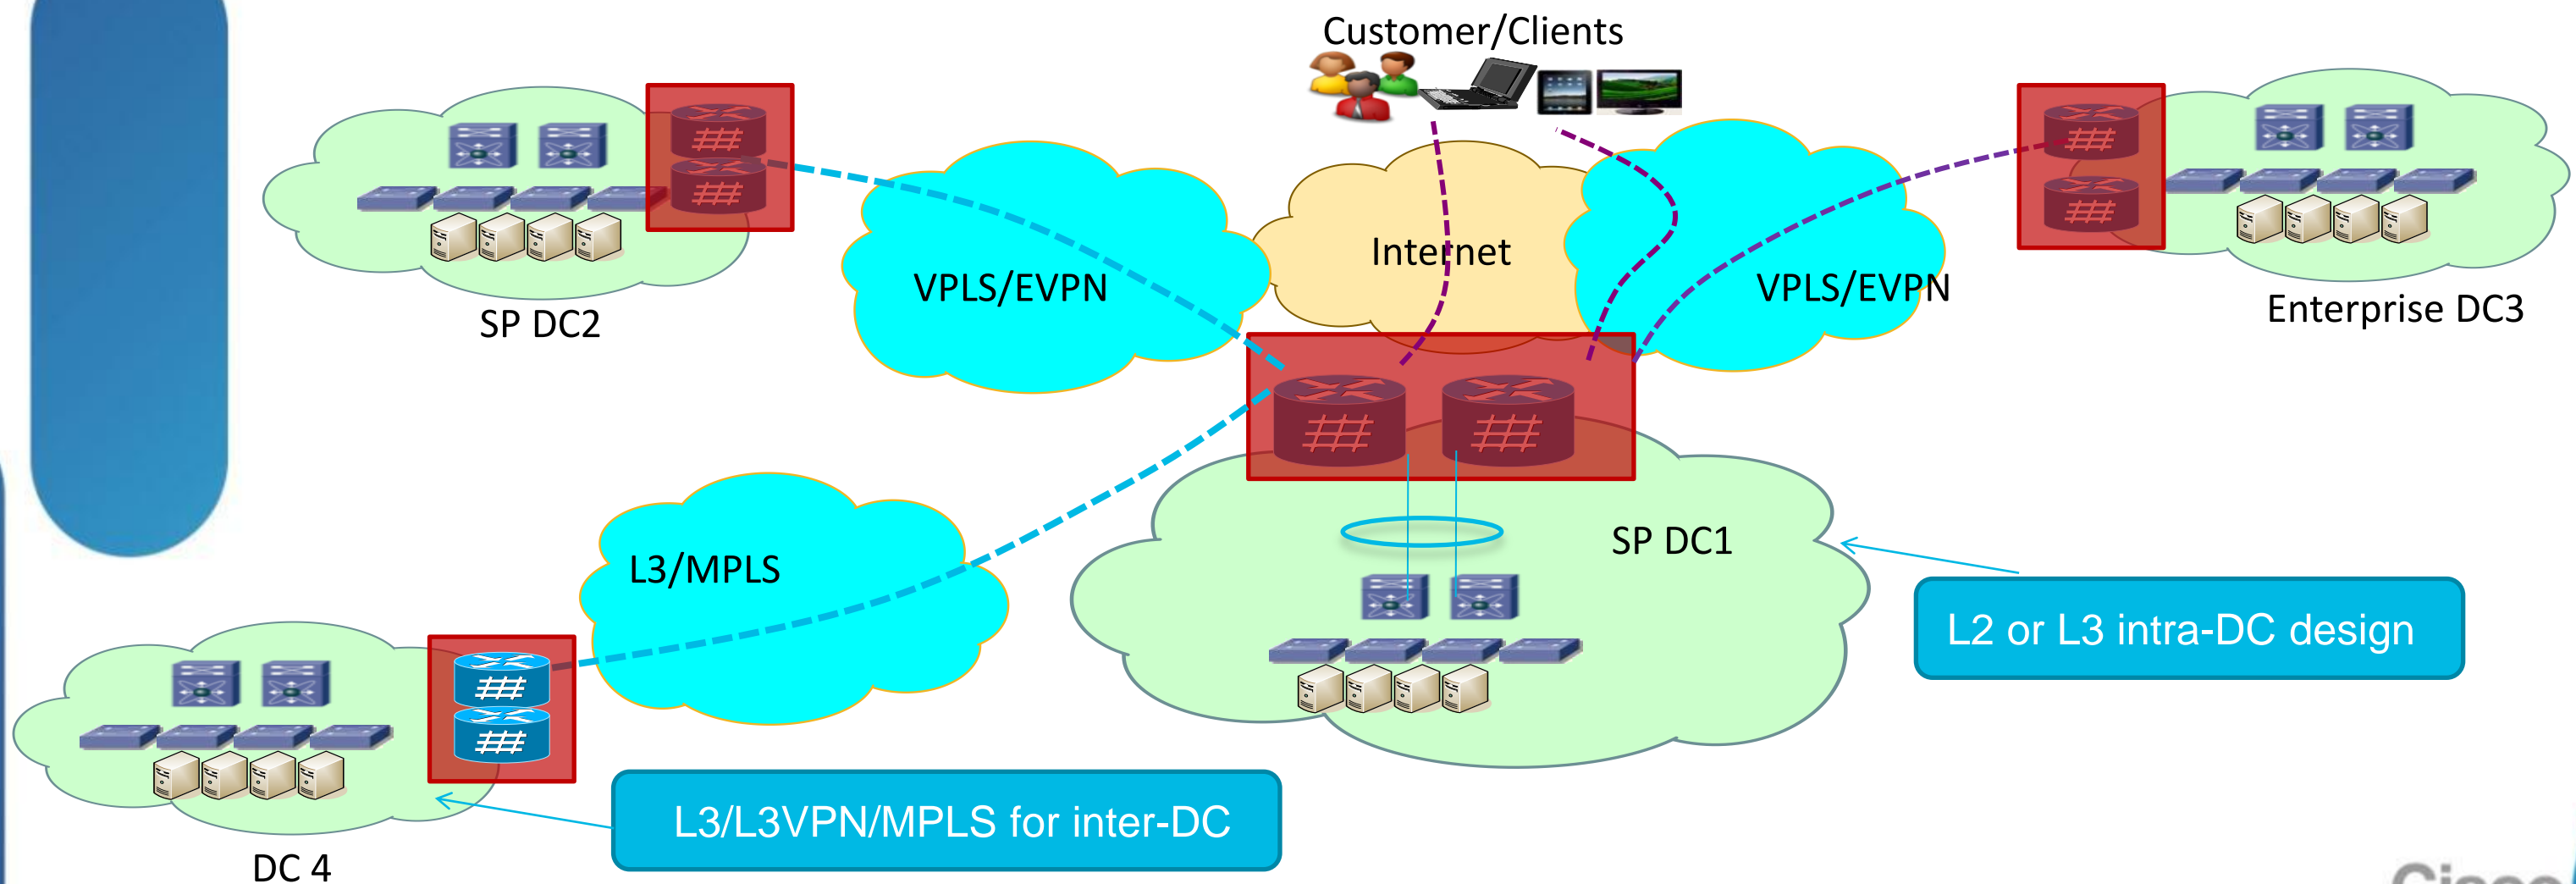 Customer/Clients
Internet
VPLS/EVPN
VPLS/EVPN
SP DC2
Enterprise DC3
SP DC1
L3/MPLS
L2 or L3 intra-DC design
L3/L3VPN/MPLS for inter-DC
DC 4